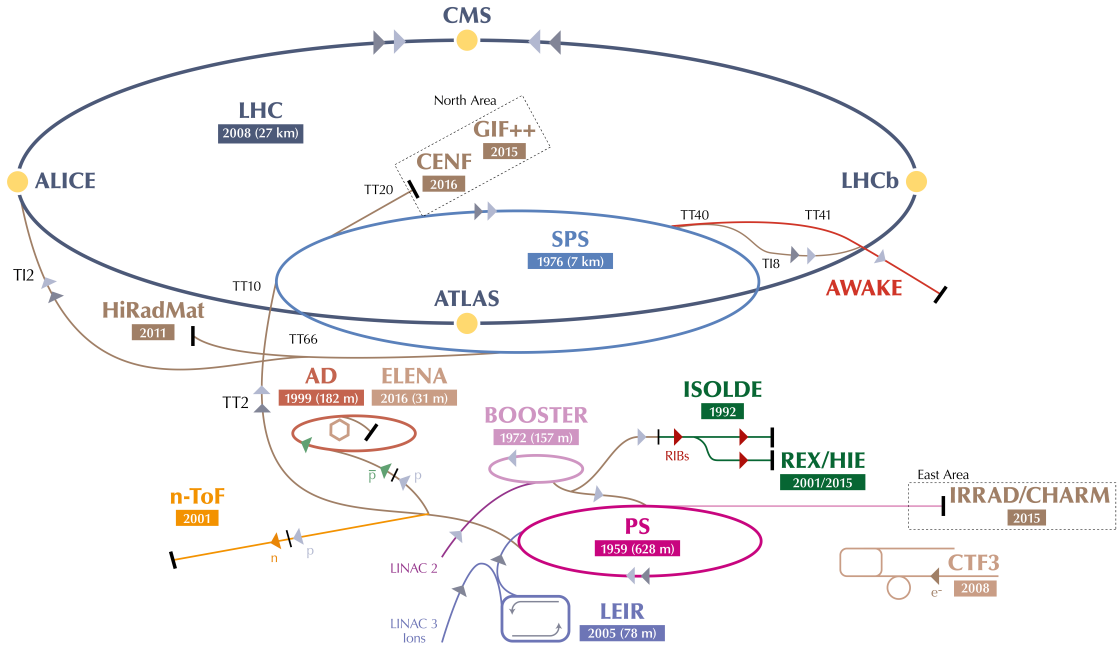 CMS
North Area
LHC
2008 (27 km)
GIF++
2015
CENF
2016
ALICE
TT20
LHCb
TT40
TT41
SPS
1976 (7 km)
TI2
TI8
TT10
AWAKE
ATLAS
HiRadMat
2011
TT66
AD
1999 (182 m)
ELENA
2016 (31 m)
ISOLDE
1992
TT2
BOOSTER
1972 (157 m)
RIBs
REX/HIE
2001/2015
p̅
p
East Area
n-ToF
2001
IRRAD/CHARM
2015
PS
1959 (628 m)
n
p
LINAC 2
CTF3
2008
e-
LINAC 3
Ions
LEIR
2005 (78 m)